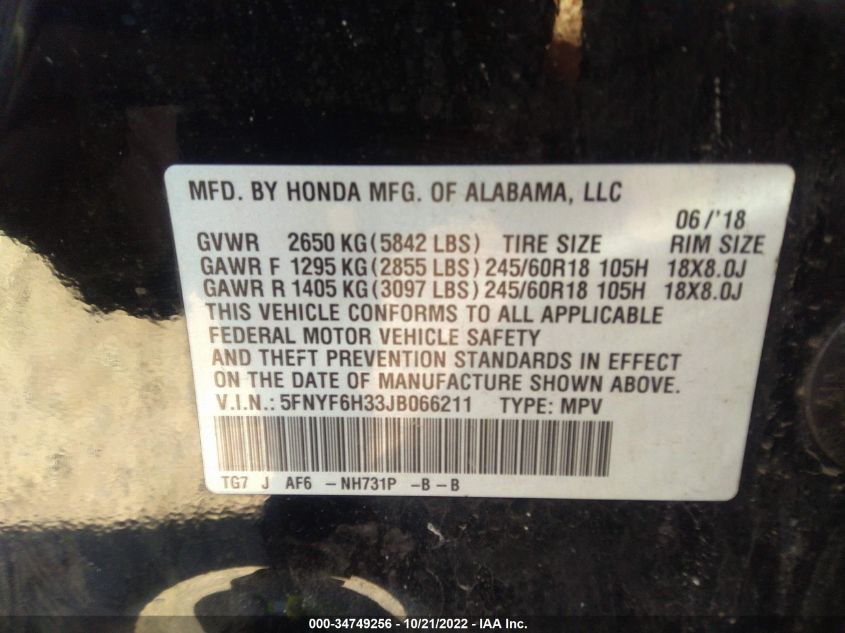 MFD. BY HONDA MFG. OF ALABAMA, LLC
06/'18
GVWR 2650 KG (5842 LBS) TIRE SIZE RIM SIZE
GAWR F 1295 KG (2855 LBS) 245/60R18 105H 18X8.0J
GAWR R 1405 KG (3097 LBS) 245/60R18 105H 18X8.0J
THIS VEHICLE CONFORMS TO ALL APPLICABLE
FEDERAL MOTOR VEHICLE SAFETY
AND THEFT PREVENTION STANDARDS IN EFFECT
ON THE DATE OF MANUFACTURE SHOWN ABOVE.
V.I.N.: 5FNYF6H33JB066211 TYPE: MPV
TG7 J AF6 - NH731P - B - B
000-34749256 - 10/21/2022 - IAA Inc.